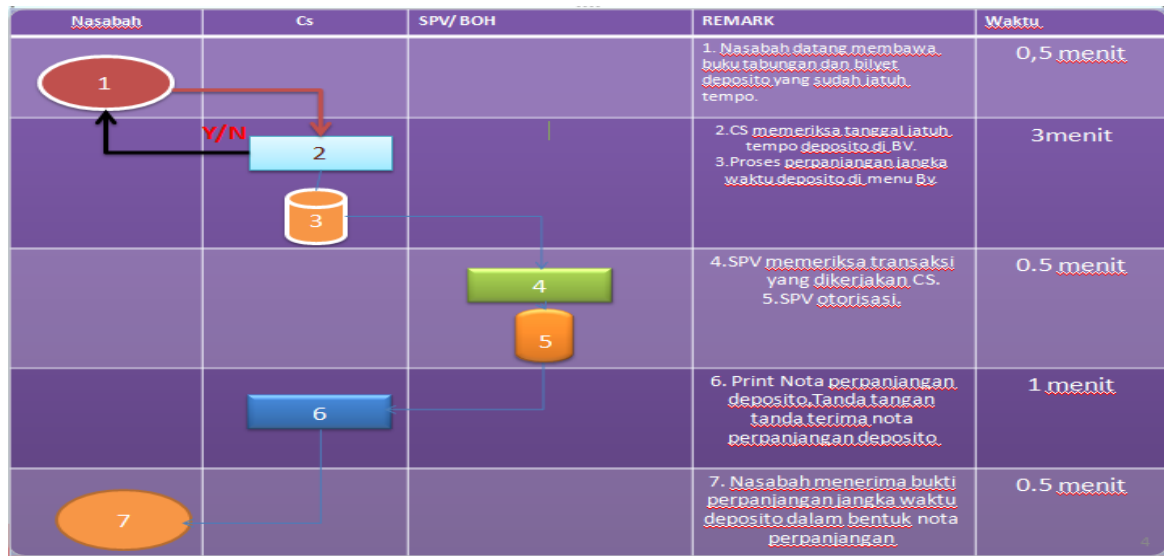 Nasabah Cs SPV/ BOH REMARK Waktu
1
1. Nasabah datang membawa
buku tabungan dan bilyet
deposito yang sudah jatuh
tempo.
0,5 menit
Y/N
2
3
2.CS memeriksa tanggal jatuh
tempo deposito di BV.
3.Proses perpanjangan jangka
waktu deposito di menu Bv
3menit
4
5
4.SPV memeriksa transaksi
yang dikerjakan CS.
5.SPV otorisasi.
0.5 menit
6
6. Print Nota perpanjangan
deposito,Tanda tangan
tanda terima nota
perpanjangan deposito
1 menit
7
7. Nasabah menerima bukti
perpanjangan jangka waktu
deposito dalam bentuk nota
perpanjangan
0.5 menit
4